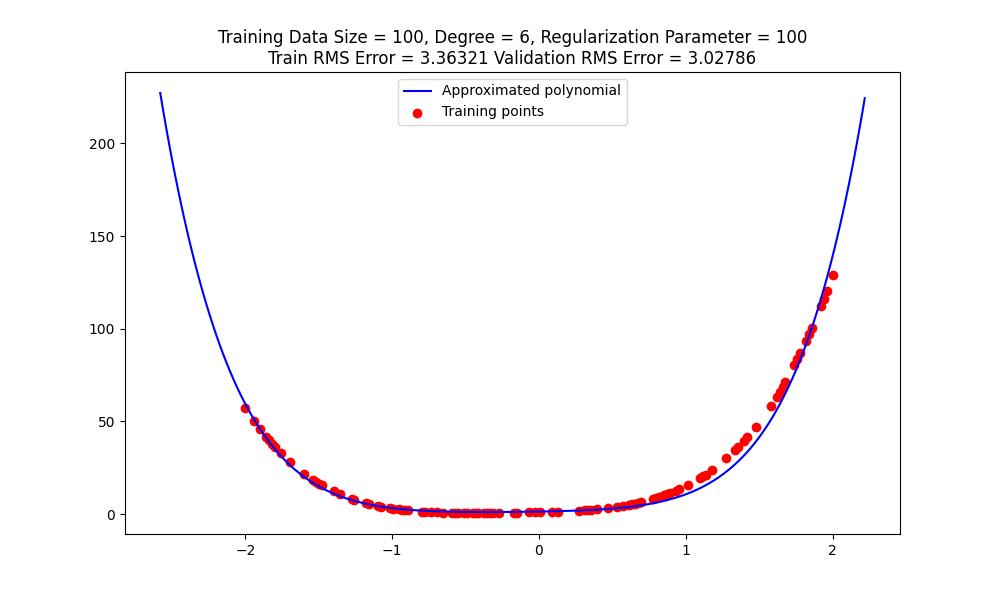 Training Data Size = 100, Degree = 6, Regularization Parameter = 100
Train RMS Error = 3.36321 Validation RMS Error = 3.02786
Approximated polynomial
Training points
200
150
100
50
0
−2
−1
0
1
2